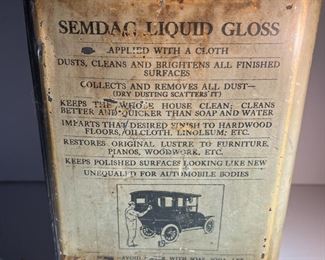 SEMDAC LIQUID GLOSS
APPLIED WITH A CLOTH
DUSTS, CLEANS AND BRIGHTENS ALL FINISHED
SURFACES
COLLECTS AND REMOVES ALL DUST—
(DRY DUSTING SCATTERS IT)
KEEPS THE WHOLE HOUSE CLEAN; CLEANS
BETTER AND QUICKER THAN SOAP AND WATER
IMPARTS THAT DESIRED FINISH TO HARDWOOD
FLOORS, OILCLOTH, LINOLEUM, ETC.
RESTORES ORIGINAL LUSTRE TO FURNITURE,
PIANOS, WOODWORK, ETC.
KEEPS POLISHED SURFACES LOOKING LIKE NEW
UNEQUALED FOR AUTOMOBILE BODIES
WITH SOAP